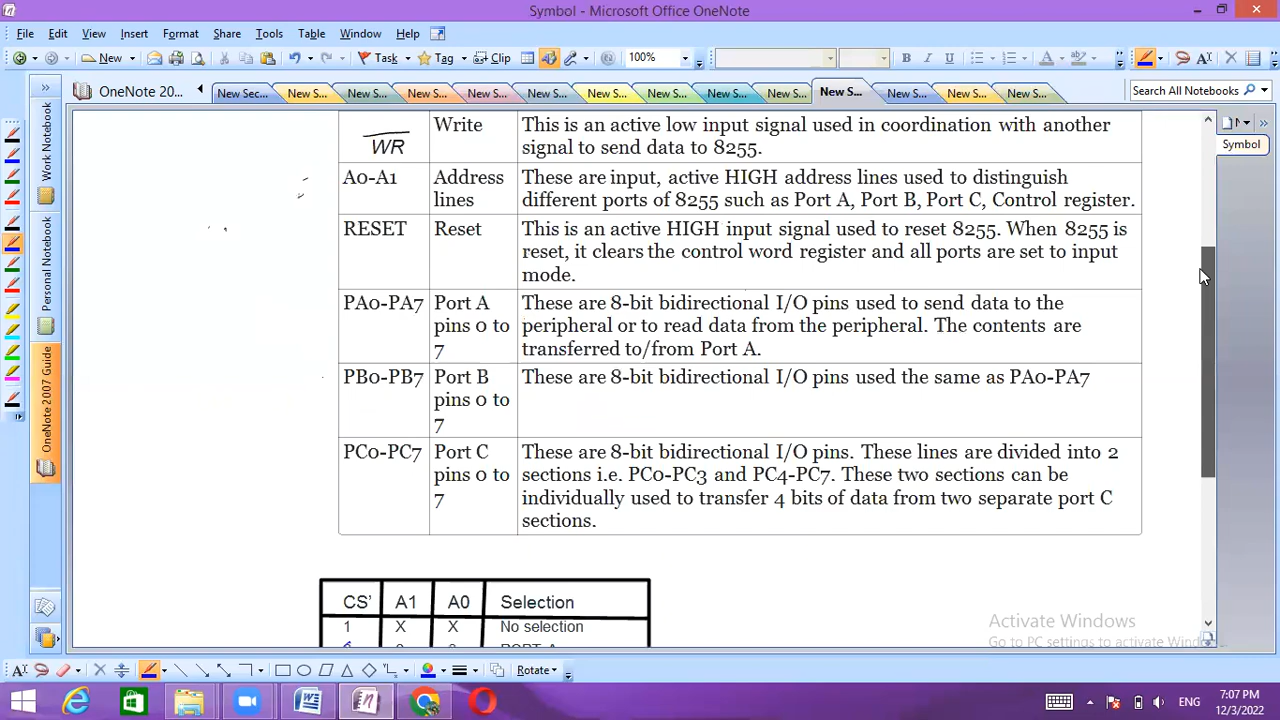 Symbol - Microsoft Office OneNote
File Edit View Insert Format Share Tools Table Window Help
New Task Tag Clip 100% B I U A
OneNote 20... New Sec... New S... New S... New S... New S... New S... New S... New S... New S... New S... New S... New S... New S... New S... Search All Notebooks
Symbol
Work Notebook
Personal Notebook
OneNote 2007 Guide
WR Write This is an active low input signal used in coordination with another
signal to send data to 8255.
A0-A1 Address These are input, active HIGH address lines used to distinguish
lines different ports of 8255 such as Port A, Port B, Port C, Control register.
RESET Reset This is an active HIGH input signal used to reset 8255. When 8255 is
reset, it clears the control word register and all ports are set to input
mode.
PA0-PA7 Port A These are 8-bit bidirectional I/O pins used to send data to the
pins 0 to peripheral or to read data from the peripheral. The contents are
7 transferred to/from Port A.
PB0-PB7 Port B These are 8-bit bidirectional I/O pins used the same as PA0-PA7
pins 0 to
7
PC0-PC7 Port C These are 8-bit bidirectional I/O pins. These lines are divided into 2
pins 0 to sections i.e. PC0-PC3 and PC4-PC7. These two sections can be
7 individually used to transfer 4 bits of data from two separate port C
sections.
CS' A1 A0 Selection
1 X X No selection
Activate Windows
Go to PC settings to activate Windo
Rotate
ENG 7:07 PM
12/3/2022